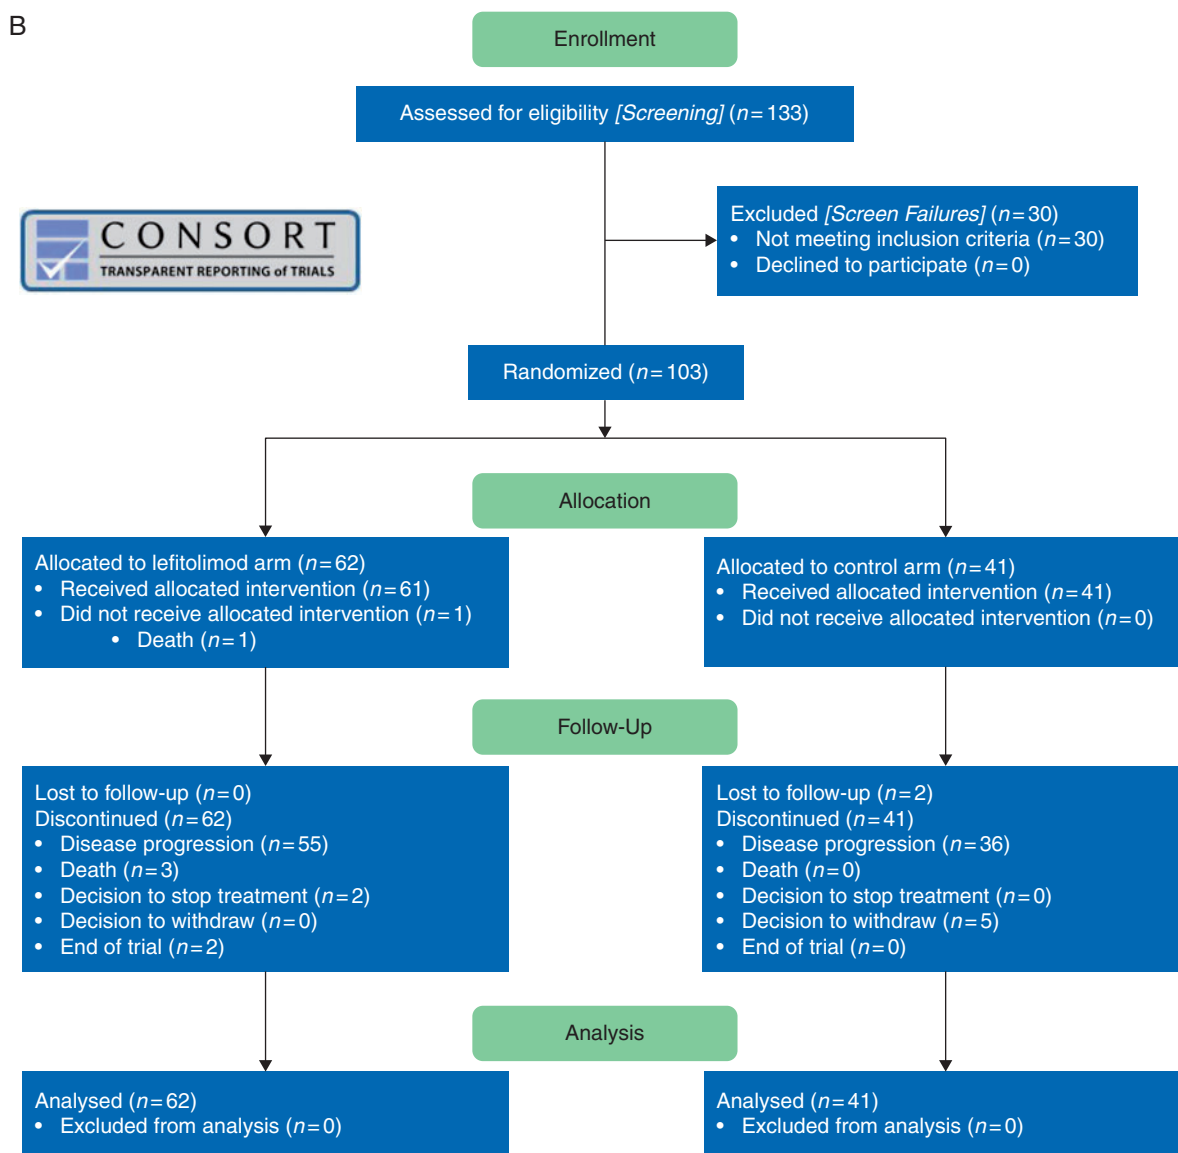 B
Enrollment
Assessed for eligibility [Screening] (n=133)
CONSORT
TRANSPARENT REPORTING of TRIALS
Excluded [Screen Failures] (n=30)
• Not meeting inclusion criteria (n=30)
• Declined to participate (n=0)
Randomized (n=103)
Allocation
Allocated to lefitolimod arm (n=62)
• Received allocated intervention (n=61)
• Did not receive allocated intervention (n=1)
• Death (n=1)
Allocated to control arm (n=41)
• Received allocated intervention (n=41)
• Did not receive allocated intervention (n=0)
Follow-Up
Lost to follow-up (n=0)
Discontinued (n=62)
• Disease progression (n=55)
• Death (n=3)
• Decision to stop treatment (n=2)
• Decision to withdraw (n=0)
• End of trial (n=2)
Lost to follow-up (n=2)
Discontinued (n=41)
• Disease progression (n=36)
• Death (n=0)
• Decision to stop treatment (n=0)
• Decision to withdraw (n=5)
• End of trial (n=0)
Analysis
Analysed (n=62)
• Excluded from analysis (n=0)
Analysed (n=41)
• Excluded from analysis (n=0)